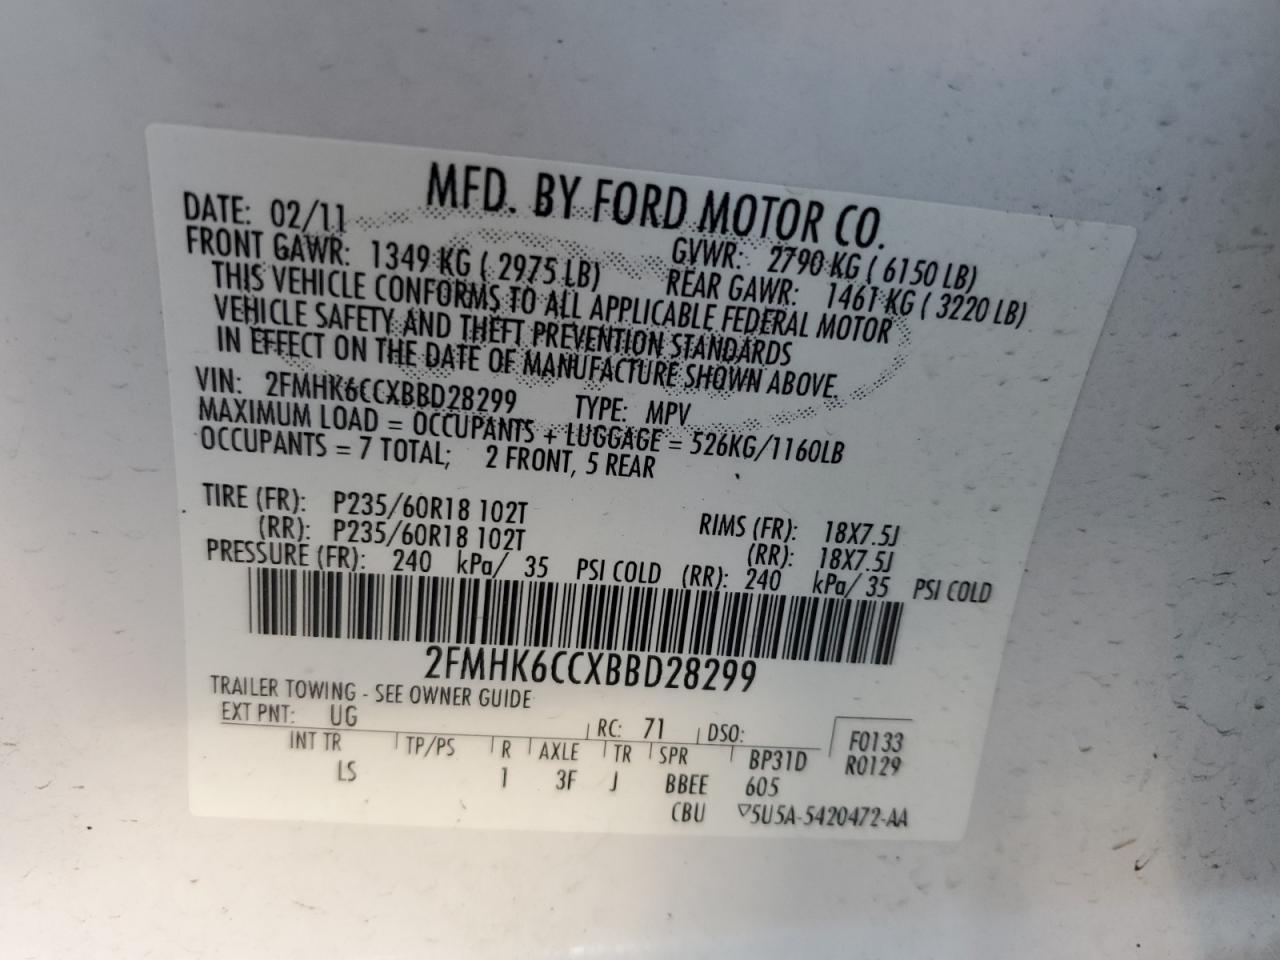 MFD. BY FORD MOTOR CO.
DATE: 02/11 GVWR: 2790 KG ( 6150 LB)
FRONT GAWR: 1349 KG ( 2975 LB) REAR GAWR: 1461 KG ( 3220 LB)
THIS VEHICLE CONFORMS TO ALL APPLICABLE FEDERAL MOTOR
VEHICLE SAFETY AND THEFT PREVENTION STANDARDS
IN EFFECT ON THE DATE OF MANUFACTURE SHOWN ABOVE.
VIN: 2FMHK6CCXBBD28299 TYPE: MPV
MAXIMUM LOAD = OCCUPANTS + LUGGAGE = 526KG/1160LB
OCCUPANTS = 7 TOTAL; 2 FRONT, 5 REAR
TIRE (FR): P235/60R18 102T RIMS (FR): 18X7.5J
(RR): P235/60R18 102T (RR): 18X7.5J
PRESSURE (FR): 240 kPa/ 35 PSI COLD (RR): 240 kPa/ 35 PSI COLD
2FMHK6CCXBBD28299
TRAILER TOWING - SEE OWNER GUIDE
EXT PNT: UG RC: 71 DSO: F0133
INT TR TP/PS R AXLE TR SPR BP31D R0129
LS 1 3F J BBEE 605
CBU ▽5U5A-5420472-AA